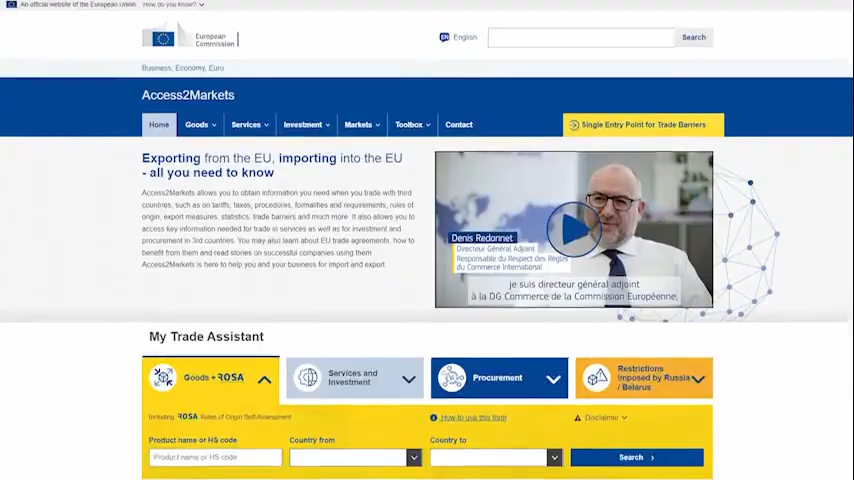 An official website of the European Union
How do you know?
European
Commission
EN English
Search
Business, Economy, Euro
Access2Markets
Home
Goods
Services
Investment
Markets
Toolbox
Contact
Single Entry Point for Trade Barriers
Exporting from the EU, importing into the EU
- all you need to know
Access2Markets allows you to obtain information you need when you trade with third
countries, such as on tariffs, taxes, procedures, formalities and requirements, rules of
origin, export measures, statistics, trade barriers and much more. It also allows you to
access key information needed for trade in services as well as for investment and
procurement in 3rd countries. You may also learn about EU trade agreements, how to
benefit from them and read stories on successful companies using them
Access2Markets is here to help you and your business for import and export
Denis Redonnet
Directeur Général Adjoint
Responsable du Respect des Règles
du Commerce International
je suis directeur général adjoint
à la DG Commerce de la Commission Européenne,
My Trade Assistant
Goods + ROSA
Services and
Investment
Procurement
Restrictions
imposed by Russia
/ Belarus
Including ROSA Rules of Origin Self-Assessment
How to use this form
Disclaimer
Product name or HS code
Country from
Country to
Product name or HS code
Search